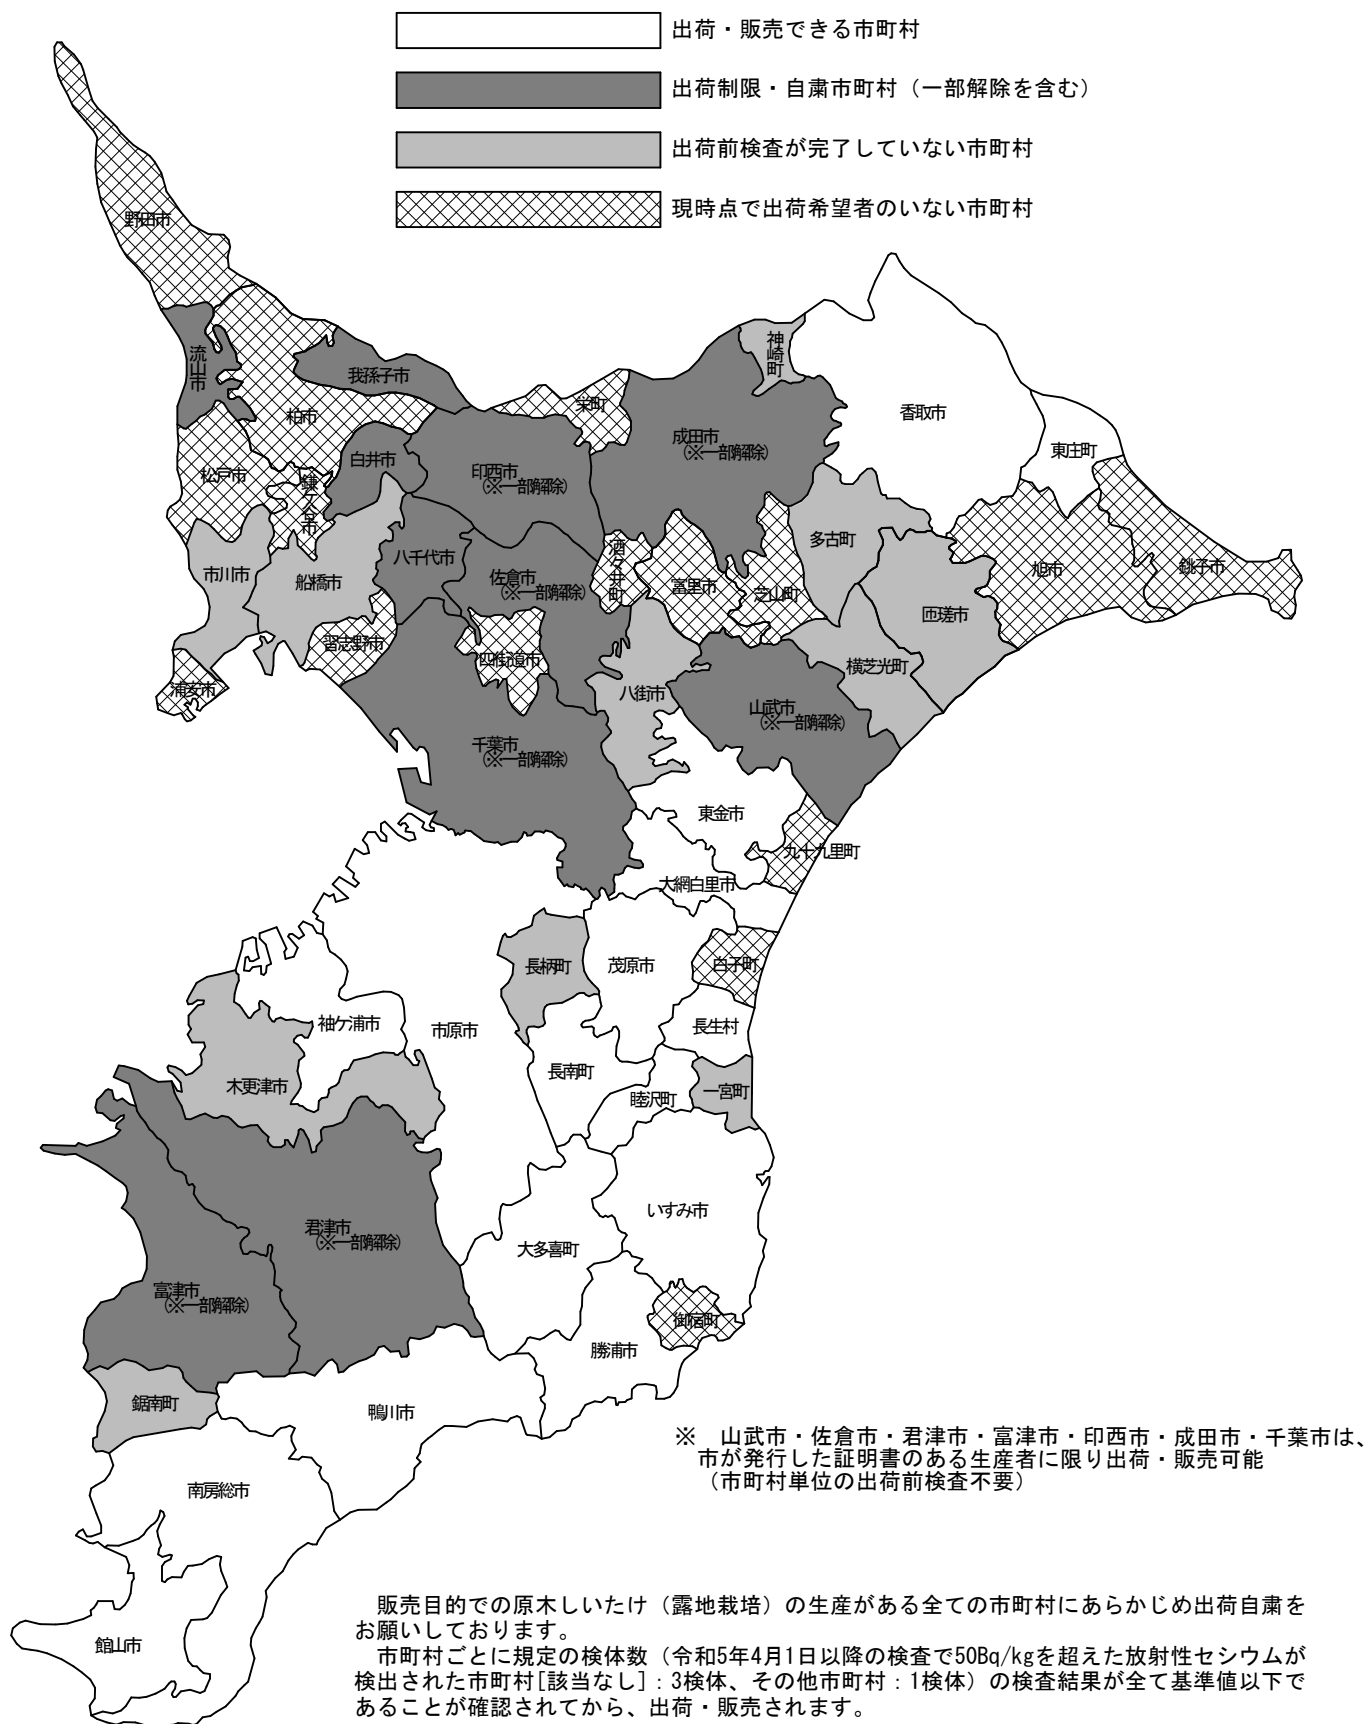 出荷・販売できる市町村
出荷制限・自粛市町村（一部解除を含む）
出荷前検査が完了していない市町村
現時点で出荷希望者のいない市町村
野田市
流山市
我孫子市
柏市
神崎町
栄町
香取市
成田市
（※一部解除）
東庄町
松戸市
鎌ケ谷市
白井市
印西市
（※一部解除）
多古町
市川市
船橋市
八千代市
佐倉市
（※一部解除）
酒々井町
富里市
芝山町
旭市
銚子市
匝瑳市
習志野市
四街道市
横芝光町
浦安市
八街市
山武市
（※一部解除）
千葉市
（※一部解除）
東金市
九十九里町
大網白里市
長柄町
茂原市
白子町
袖ケ浦市
市原市
長生村
木更津市
長南町
睦沢町
一宮町
いすみ市
君津市
（※一部解除）
大多喜町
富津市
（※一部解除）
御宿町
勝浦市
鋸南町
鴨川市
※　山武市・佐倉市・君津市・富津市・印西市・成田市・千葉市は、
市が発行した証明書のある生産者に限り出荷・販売可能
（市町村単位の出荷前検査不要）
南房総市
館山市
販売目的での原木しいたけ（露地栽培）の生産がある全ての市町村にあらかじめ出荷自粛を
お願いしております。
市町村ごとに規定の検体数（令和5年4月1日以降の検査で50Bq/kgを超えた放射性セシウムが
検出された市町村[該当なし]：3検体、その他市町村：1検体）の検査結果が全て基準値以下で
あることが確認されてから、出荷・販売されます。